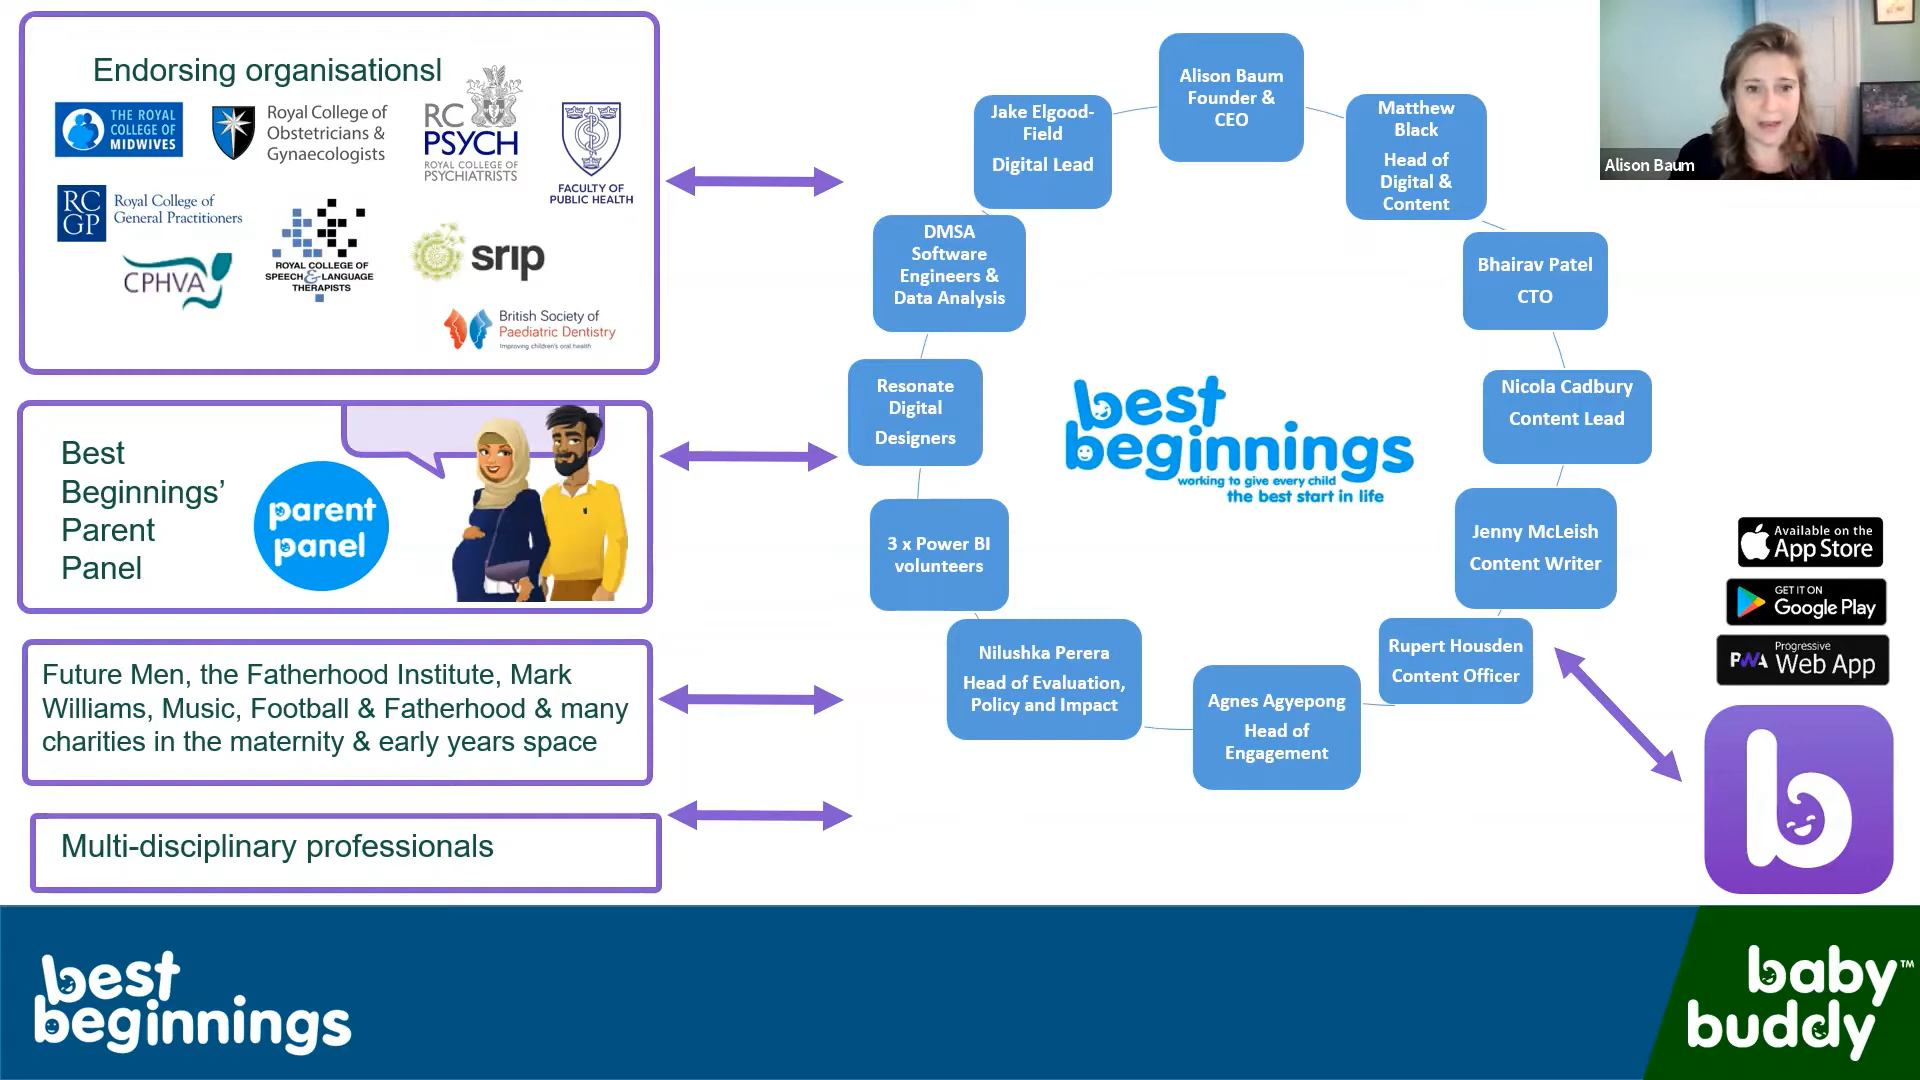 Endorsing organisationsl
THE ROYAL
COLLEGE OF
MIDWIVES
Royal College of
Obstetricians &
Gynaecologists
RC
PSYCH
ROYAL COLLEGE OF
PSYCHIATRISTS
FACULTY OF
PUBLIC HEALTH
RC
GP
Royal College of
General Practitioners
CPHVA
ROYAL COLLEGE OF
SPEECH & LANGUAGE
THERAPISTS
srip
British Society of
Paediatric Dentistry
Improving children's oral health
Best
Beginnings’
Parent
Panel
parent
panel
Future Men, the Fatherhood Institute, Mark
Williams, Music, Football & Fatherhood & many
charities in the maternity & early years space
Multi-disciplinary professionals
Alison Baum
Founder &
CEO
Matthew
Black
Head of
Digital &
Content
Bhairav Patel
CTO
Nicola Cadbury
Content Lead
Jenny McLeish
Content Writer
Rupert Housden
Content Officer
Agnes Agyepong
Head of
Engagement
Nilushka Perera
Head of Evaluation,
Policy and Impact
3 x Power BI
volunteers
Resonate
Digital
Designers
DMSA
Software
Engineers &
Data Analysis
Jake Elgood-
Field
Digital Lead
best
beginnings
working to give every child
the best start in life
Alison Baum
Available on the
App Store
GET IT ON
Google Play
PWA
Progressive
Web App
b
best
beginnings
baby
buddy™